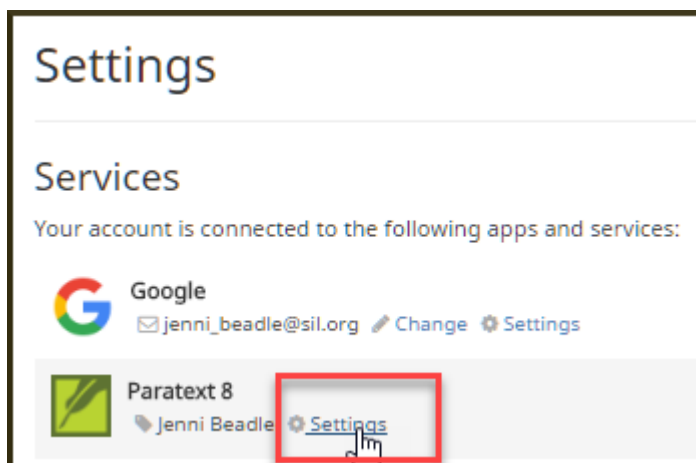 Settings
Services
Your account is connected to the following apps and services:
Google
jenni_beadle@sil.org Change Settings
Paratext 8
Jenni Beadle Settings